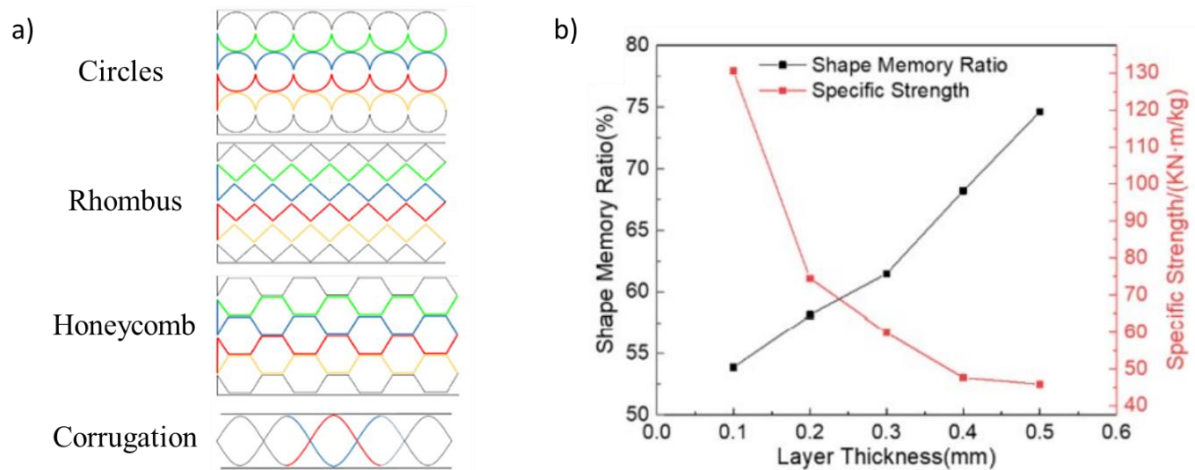 a)
Circles
Rhombus
Honeycomb
Corrugation
b)
Shape Memory Ratio
Specific Strength
Shape Memory Ratio(%)
80
75
70
65
60
55
50
0.0 0.1 0.2 0.3 0.4 0.5 0.6
Layer Thickness(mm)
130
120
110
100
90
80
70
60
50
40
Specific Strength/(KN·m/kg)